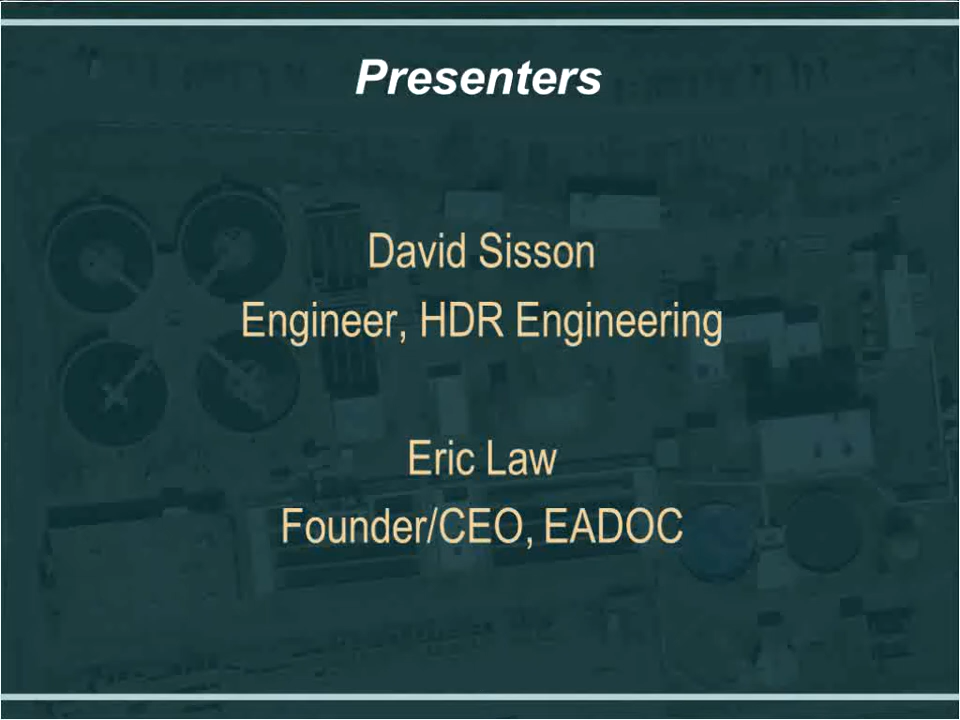 Presenters
David Sisson
Engineer, HDR Engineering
Eric Law
Founder/CEO, EADOC